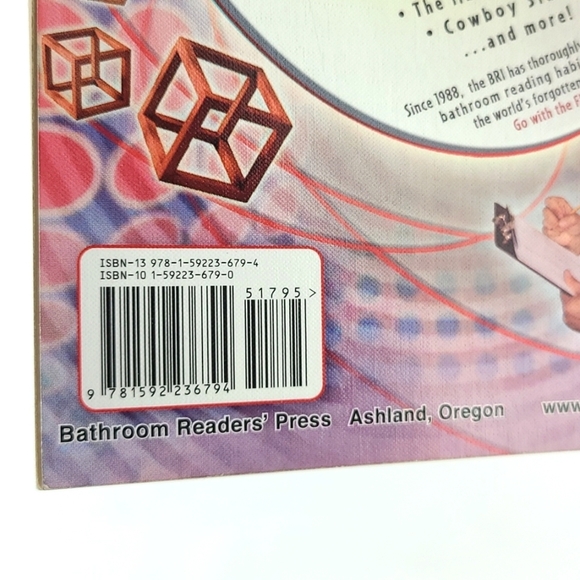 • The
• Cowboy
...and more!
Since 1988, the BRI has
bathroom reading
the world's forgotten
Go with the
ISBN-13 978-1-59223-679-4
ISBN-10 1-59223-679-0
51795>
9 781592 236794
Bathroom Readers' Press Ashland, Oregon